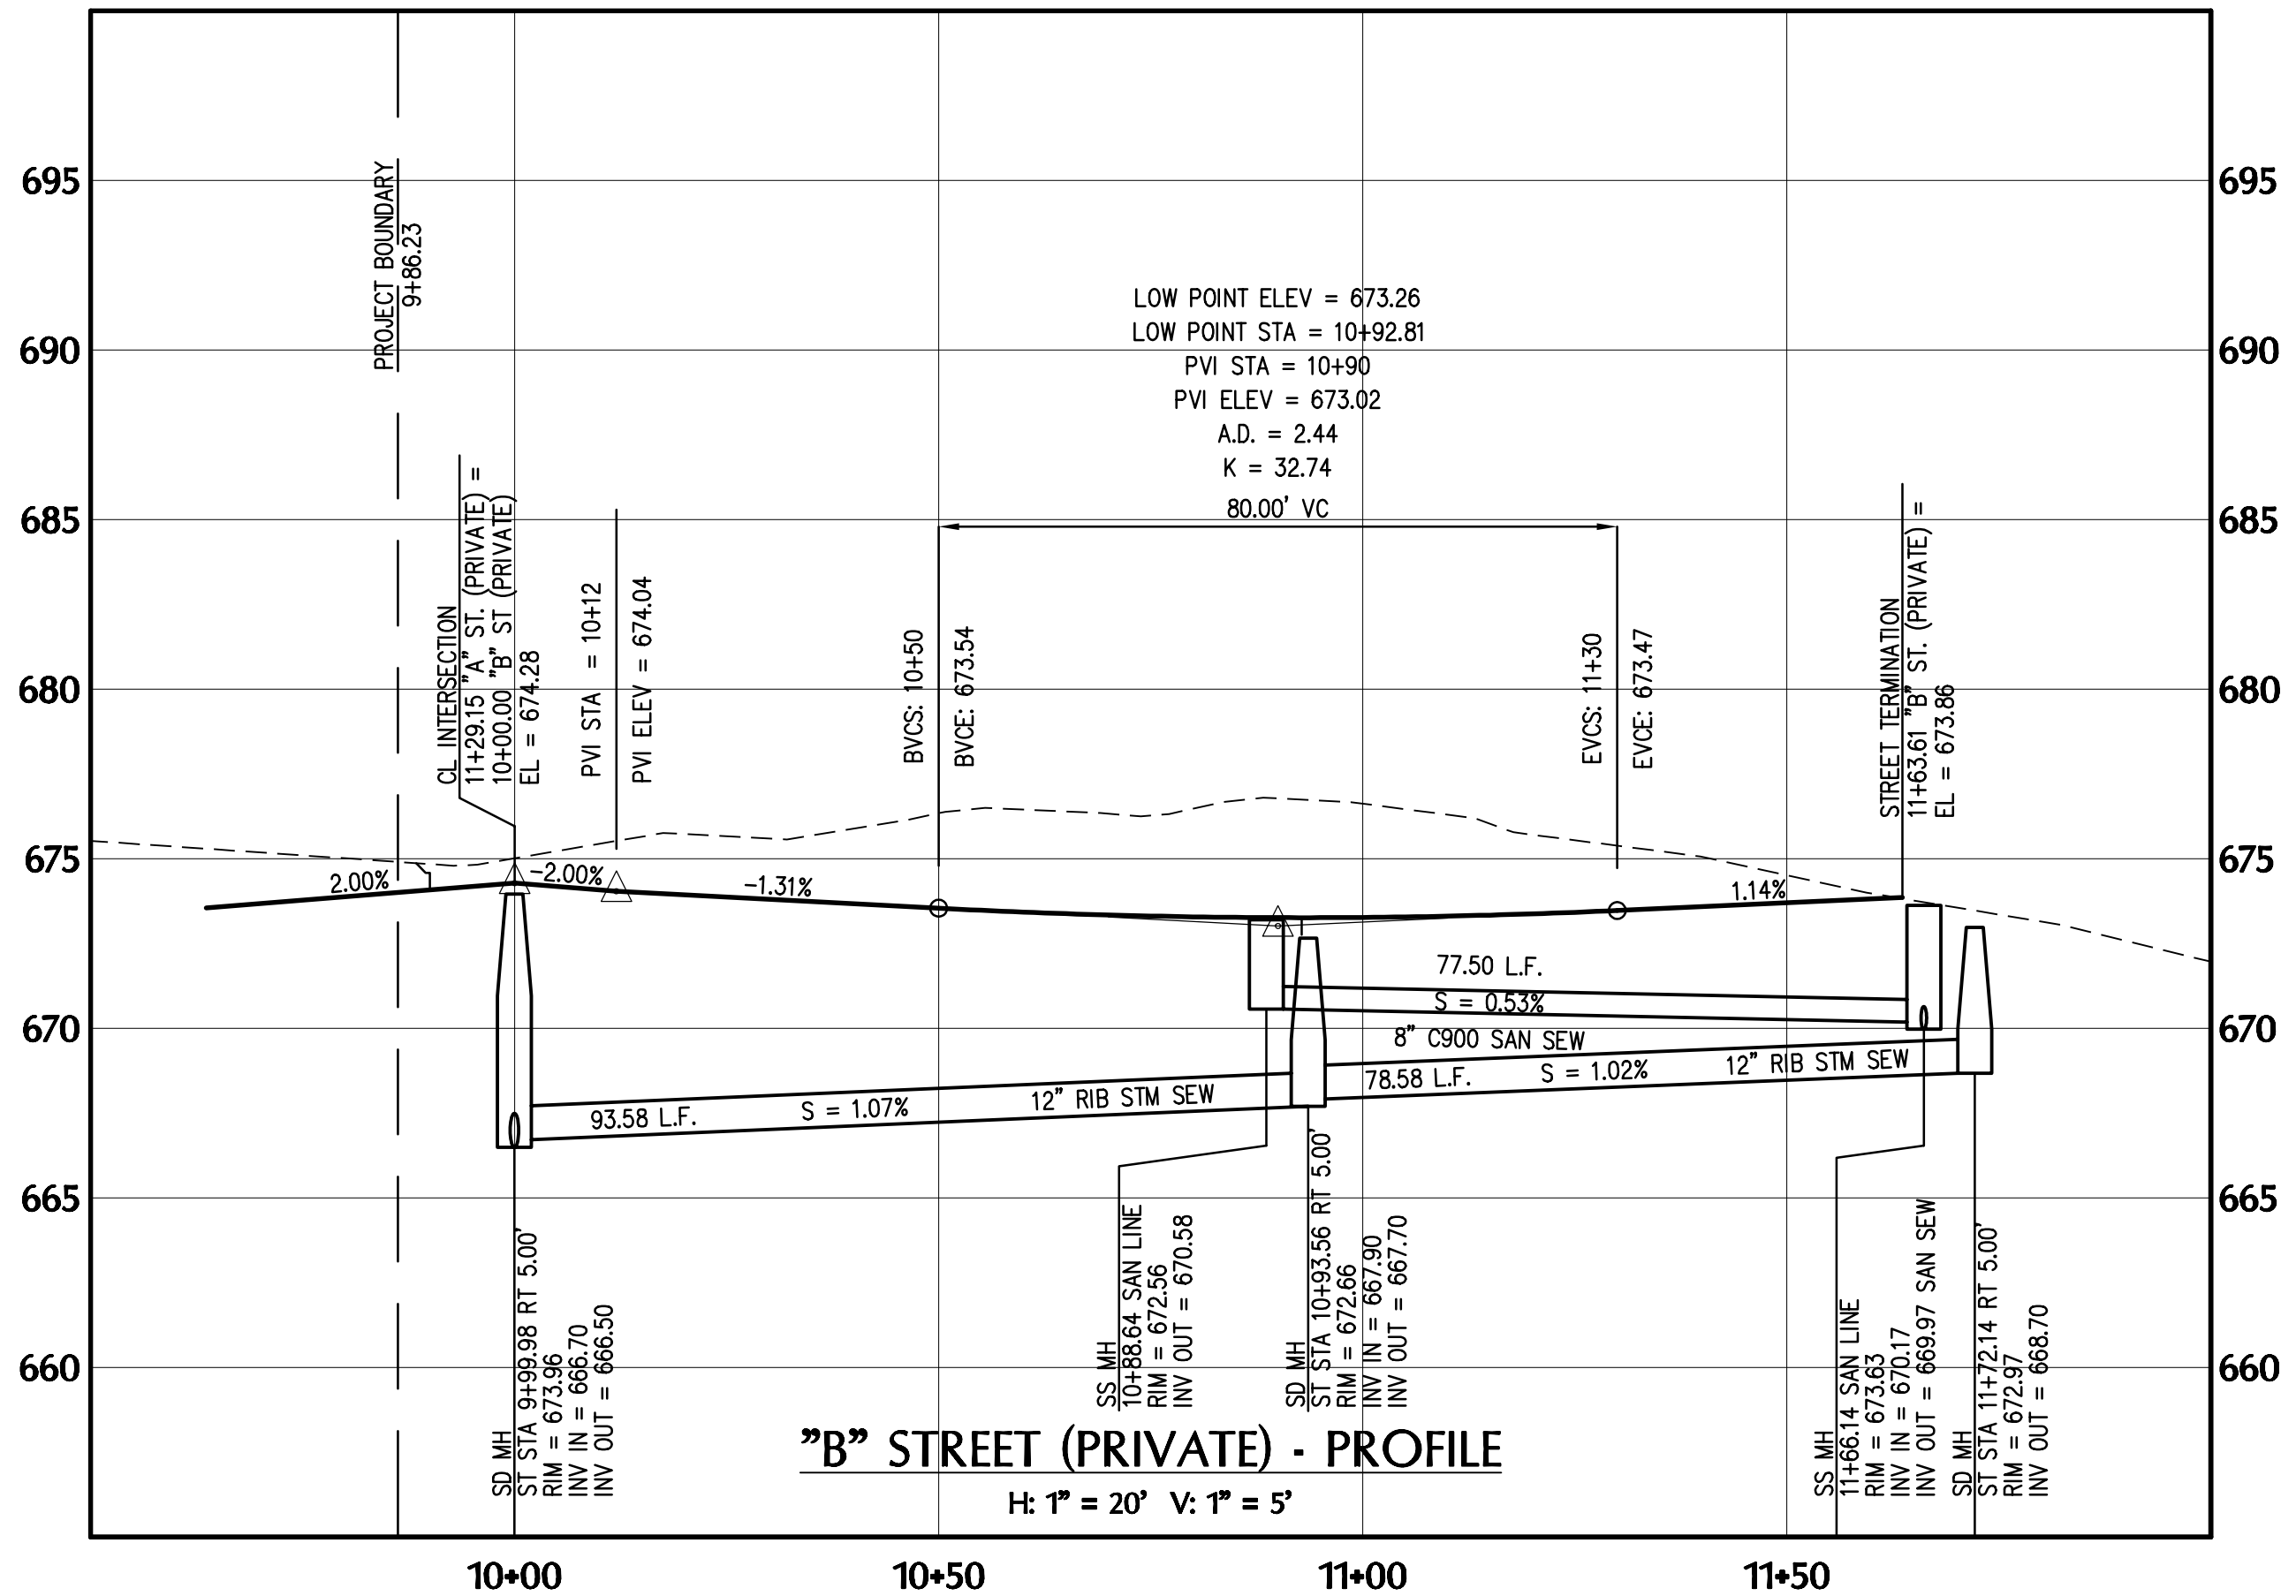 695
690
685
680
675
670
665
660
695
690
685
680
675
670
665
660
PROJECT BOUNDARY
9+86.23
LOW POINT ELEV = 673.26
LOW POINT STA = 10+92.81
PVI STA = 10+90
PVI ELEV = 673.02
A.D. = 2.44
K = 32.74
80.00' VC
CL INTERSECTION
11+29.15 "A" ST. (PRIVATE) =
10+00.00 "B" ST (PRIVATE)
EL = 674.28
PVI STA = 10+12
PVI ELEV = 674.04
BVCS: 10+50
BVCE: 673.54
EVCS: 11+30
EVCE: 673.47
STREET TERMINATION
11+63.61 "B" ST. (PRIVATE) =
EL = 673.86
2.00%
-2.00%
-1.31%
1.14%
77.50 L.F.
S = 0.53%
8" C900 SAN SEW
78.58 L.F. S = 1.02% 12" RIB STM SEW
93.58 L.F. S = 1.07% 12" RIB STM SEW
SD MH
ST STA 9+99.98 RT 5.00'
RIM = 673.96
INV IN = 666.70
INV OUT = 666.50
SS MH
10+88.64 SAN LINE
RIM = 672.56
INV OUT = 670.58
SD MH
ST STA 10+93.56 RT 5.00'
RIM = 672.66
INV IN = 667.90
INV OUT = 667.70
SS MH
11+66.14 SAN LINE
RIM = 673.63
INV IN = 670.17
INV OUT = 669.97 SAN SEW
SD MH
ST STA 11+72.14 RT 5.00'
RIM = 672.97
INV OUT = 668.70
"B" STREET (PRIVATE) - PROFILE
H: 1" = 20' V: 1" = 5'
10+00 10+50 11+00 11+50